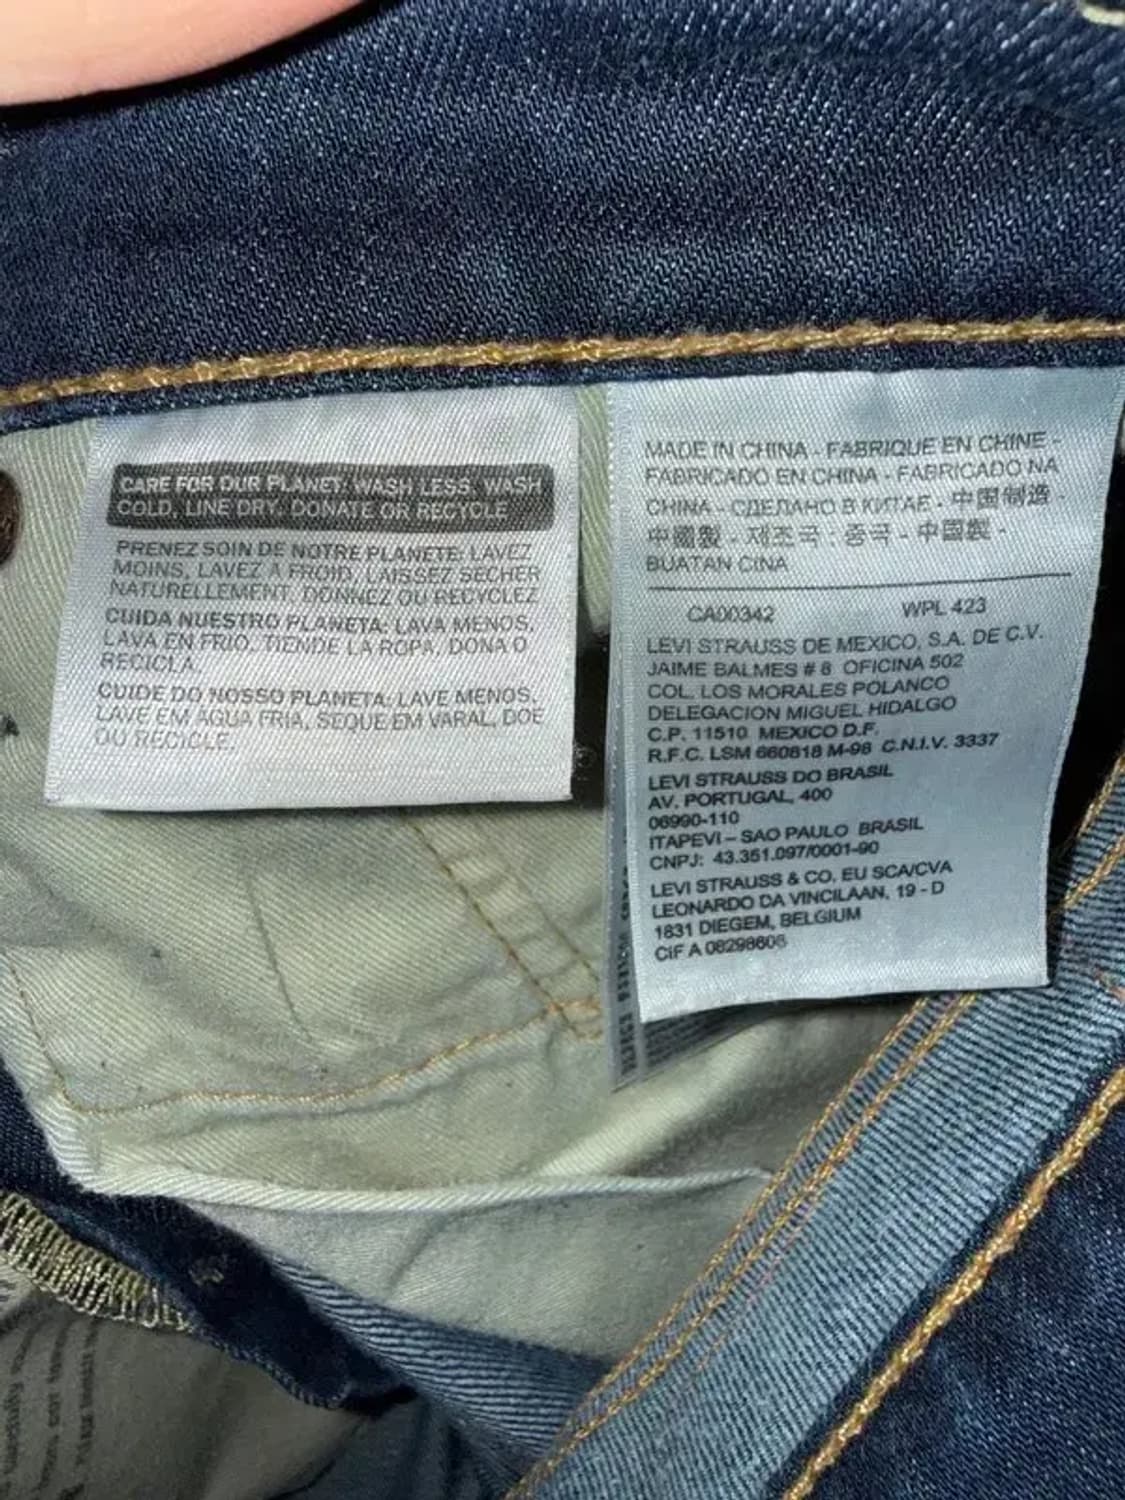 CARE FOR OUR PLANET: WASH LESS, WASH
COLD, LINE DRY, DONATE OR RECYCLE
PRENEZ SOIN DE NOTRE PLANETE: LAVEZ
MOINS, LAVEZ A FROID, LAISSEZ SECHER
NATURELLEMENT, DONNEZ OU RECYCLEZ
CUIDA NUESTRO PLANETA: LAVA MENOS,
LAVA EN FRIO, TIENDE LA ROPA, DONA O
RECICLA.
CUIDE DO NOSSO PLANETA: LAVE MENOS,
LAVE EM AGUA FRIA, SEQUE EM VARAL, DOE
OU RECICLE.
MADE IN CHINA - FABRIQUE EN CHINE -
FABRICADO EN CHINA - FABRICADO NA
CHINA - СДЕЛАНО В КИТАЕ - 中国制造 -
中國製 - 제조국 : 중국 - 中国製 -
BUATAN CINA
CA00342 WPL 423
LEVI STRAUSS DE MEXICO, S.A. DE C.V.
JAIME BALMES # 8 OFICINA 502
COL. LOS MORALES POLANCO
DELEGACION MIGUEL HIDALGO
C.P. 11510 MEXICO D.F.
R.F.C. LSM 660818 M-98 C.N.I.V. 3337
LEVI STRAUSS DO BRASIL
AV. PORTUGAL, 400
06990-110
ITAPEVI – SAO PAULO BRASIL
CNPJ: 43.351.097/0001-90
LEVI STRAUSS & CO. EU SCA/CVA
LEONARDO DA VINCILAAN, 19 - D
1831 DIEGEM, BELGIUM
CIF A 08298606